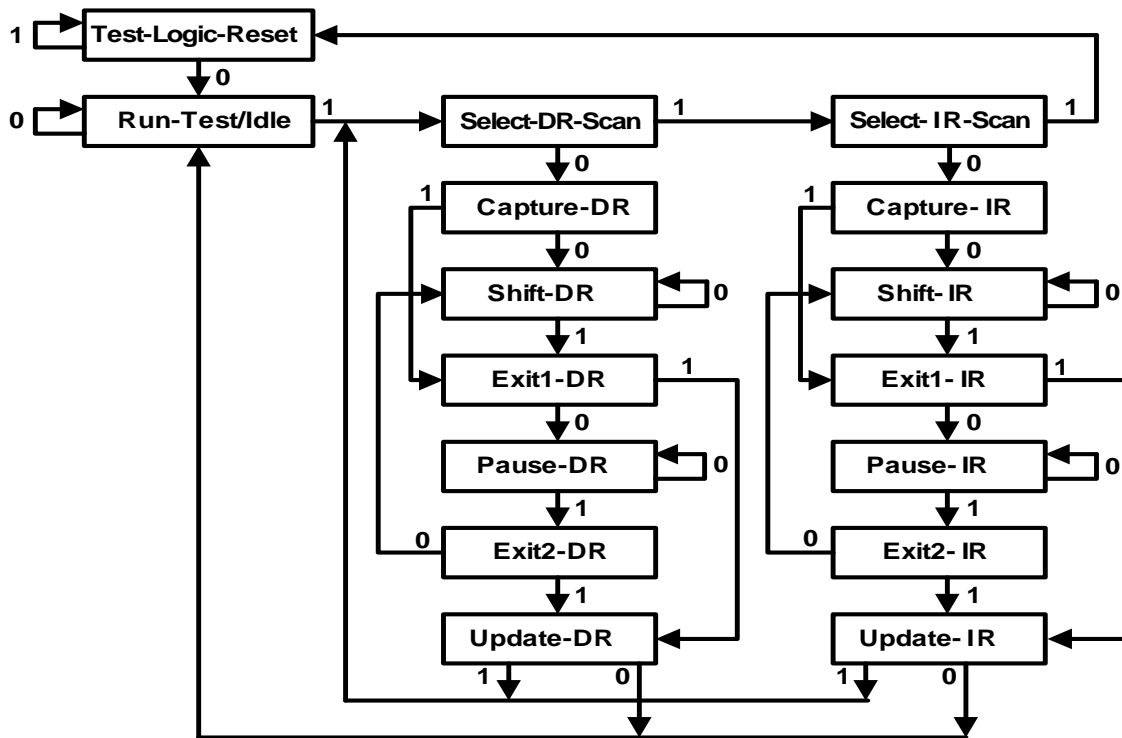 Test-Logic-Reset
1
0
Run-Test/Idle
0
1
Select-DR-Scan
1
Select- IR-Scan
1
0
0
1
Capture-DR
1
Capture- IR
0
0
Shift-DR
0
Shift- IR
0
1
1
Exit1-DR
1
Exit1- IR
1
0
0
Pause-DR
0
Pause- IR
0
1
1
0
Exit2-DR
0
Exit2- IR
1
1
Update-DR
Update- IR
1
0
1
0